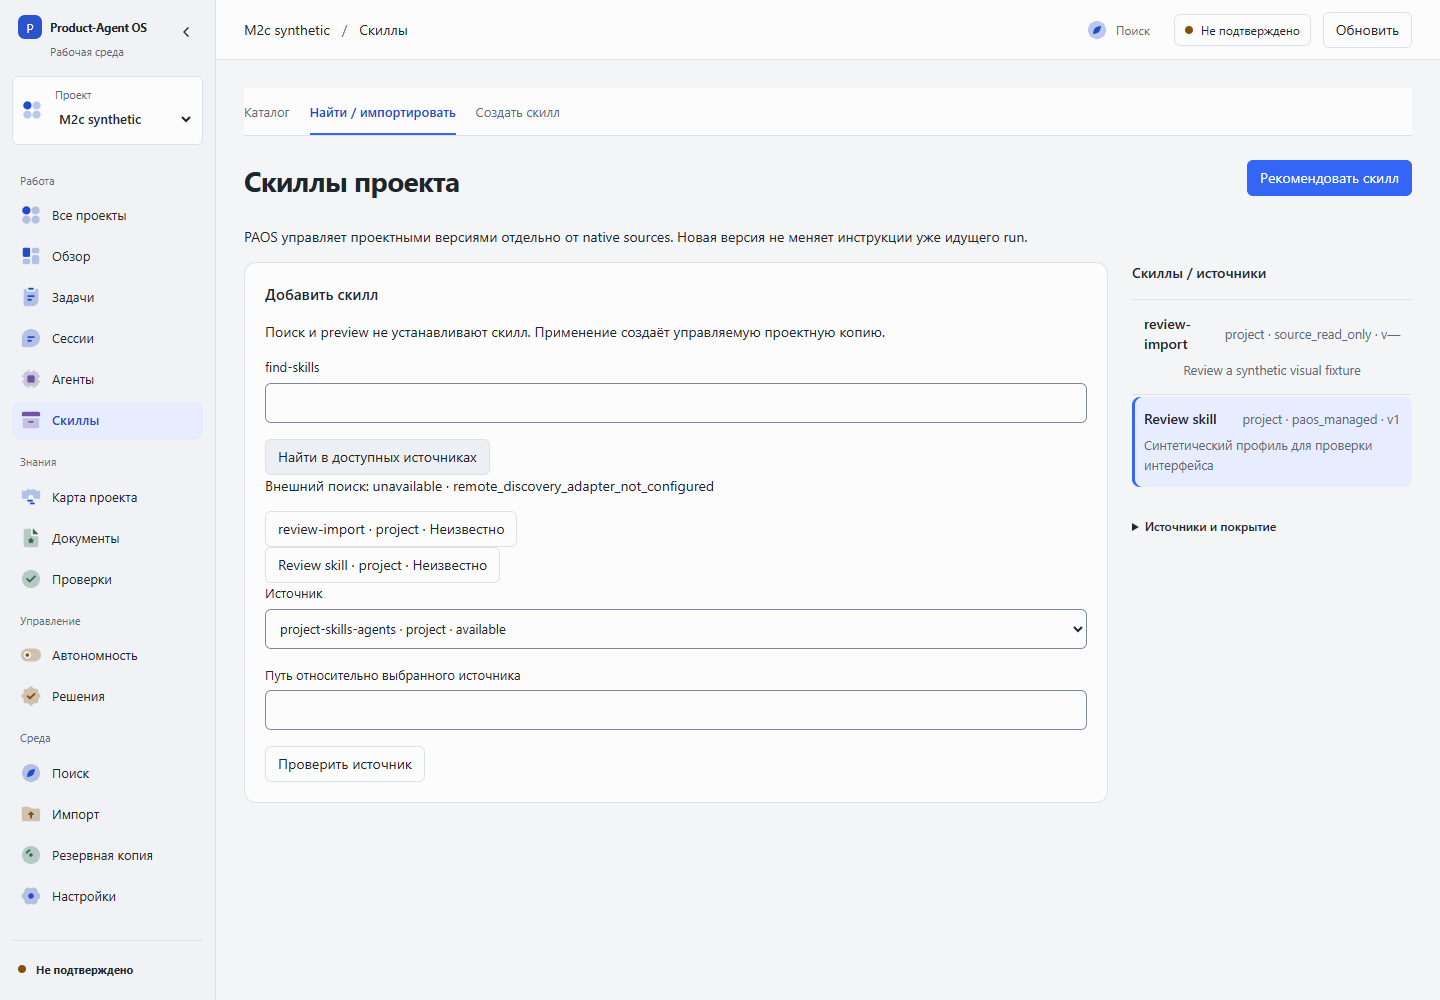 P
Product-Agent OS
Рабочая среда
Проект
M2c synthetic
Работа
Все проекты
Обзор
Задачи
Сессии
Агенты
Скиллы
Знания
Карта проекта
Документы
Проверки
Управление
Автономность
Решения
Среда
Поиск
Импорт
Резервная копия
Настройки
Не подтверждено
M2c synthetic / Скиллы
Поиск
Не подтверждено
Обновить
Каталог
Найти / импортировать
Создать скилл
Скиллы проекта
Рекомендовать скилл
PAOS управляет проектными версиями отдельно от native sources. Новая версия не меняет инструкции уже идущего run.
Добавить скилл
Поиск и preview не устанавливают скилл. Применение создаёт управляемую проектную копию.
find-skills
Найти в доступных источниках
Внешний поиск: unavailable · remote_discovery_adapter_not_configured
review-import · project · Неизвестно
Review skill · project · Неизвестно
Источник
project-skills-agents · project · available
Путь относительно выбранного источника
Проверить источник
Скиллы / источники
review-
import
project · source_read_only · v—
Review a synthetic visual fixture
Review skill
project · paos_managed · v1
Синтетический профиль для проверки
интерфейса
Источники и покрытие